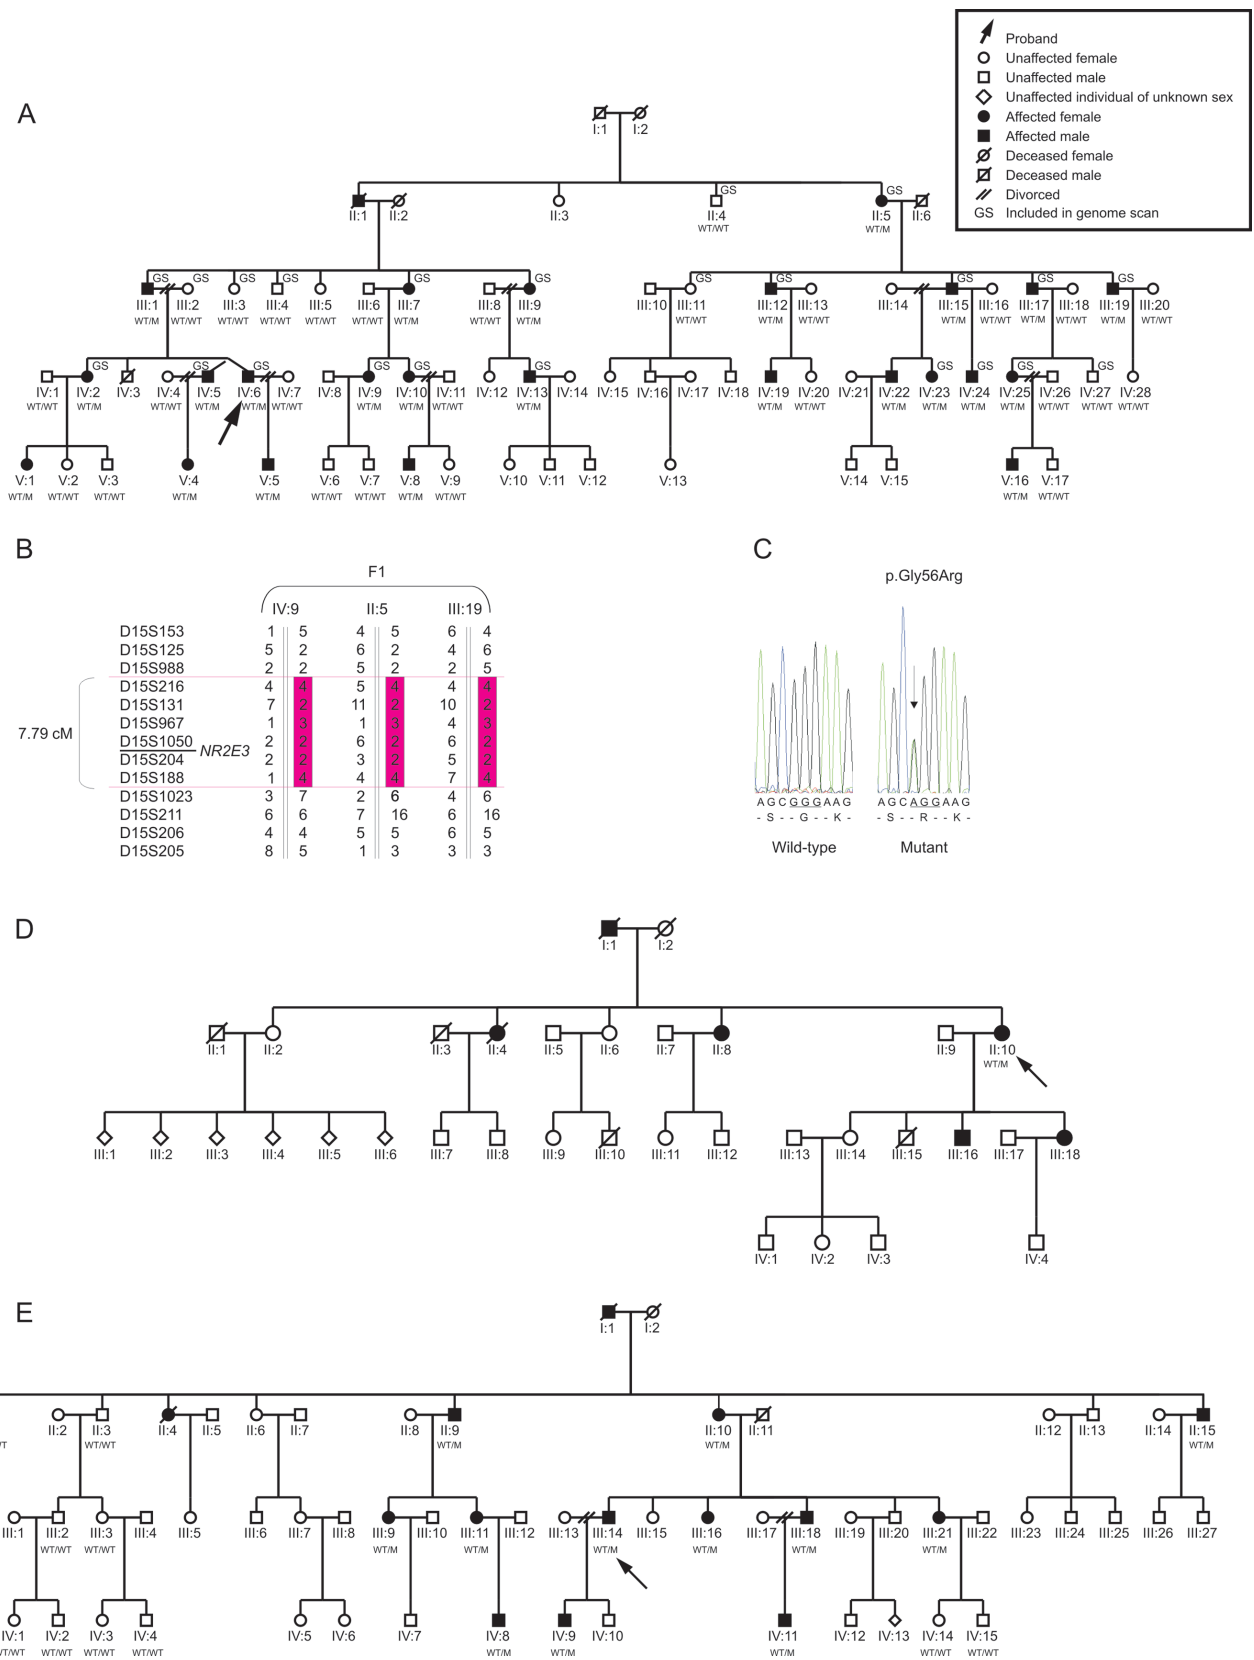 Proband
Unaffected female
Unaffected male
Unaffected individual of unknown sex
Affected female
Affected male
Deceased female
Deceased male
Divorced
GS Included in genome scan
A
I:1 I:2
GS GS
II:1 II:2 II:3 II:4 II:5 II:6
WT/WT WT/M
GS GS GS GS GS GS GS GS GS GS GS
III:1 III:2 III:3 III:4 III:5 III:6 III:7 III:8 III:9 III:10 III:11 III:12 III:13 III:14 III:15 III:16 III:17 III:18 III:19 III:20
WT/M WT/WT WT/WT WT/WT WT/WT WT/WT WT/M WT/WT WT/M WT/WT WT/M WT/WT WT/M WT/WT WT/M WT/WT WT/M WT/WT
GS GS GS GS GS GS GS GS GS GS
IV:1 IV:2 IV:3 IV:4 IV:5 IV:6 IV:7 IV:8 IV:9 IV:10 IV:11 IV:12 IV:13 IV:14 IV:15 IV:16 IV:17 IV:18 IV:19 IV:20 IV:21 IV:22 IV:23 IV:24 IV:25 IV:26 IV:27 IV:28
WT/WT WT/M WT/WT WT/M WT/M WT/WT WT/M WT/M WT/WT WT/M WT/M WT/WT WT/M WT/M WT/M WT/M WT/WT WT/WT WT/WT
V:1 V:2 V:3 V:4 V:5 V:6 V:7 V:8 V:9 V:10 V:11 V:12 V:13 V:14 V:15 V:16 V:17
WT/M WT/WT WT/WT WT/M WT/M WT/WT WT/WT WT/M WT/WT WT/M WT/WT
B
F1
IV:9 II:5 III:19
D15S153 1 5 4 5 6 4
D15S125 5 2 6 2 4 6
D15S988 2 2 5 2 2 5
D15S216 4 4 5 4 4 4
D15S131 7 2 11 2 10 2
D15S967 1 3 1 3 4 3
D15S1050 2 2 6 2 6 2
D15S204 2 2 3 2 5 2
D15S188 1 4 4 4 7 4
D15S1023 3 7 2 6 4 6
D15S211 6 6 7 16 6 16
D15S206 4 4 5 5 6 5
D15S205 8 5 1 3 3 3
7.79 cM
NR2E3
C
p.Gly56Arg
A G C G G G A A G
- S - - G - - K -
Wild-type
A G C A G G A A G
- S - - R - - K -
Mutant
D
I:1 I:2
II:1 II:2 II:3 II:4 II:5 II:6 II:7 II:8 II:9 II:10
WT/M
III:1 III:2 III:3 III:4 III:5 III:6 III:7 III:8 III:9 III:10 III:11 III:12 III:13 III:14 III:15 III:16 III:17 III:18
IV:1 IV:2 IV:3 IV:4
E
I:1 I:2
II:2 II:3 II:4 II:5 II:6 II:7 II:8 II:9 II:10 II:11 II:12 II:13 II:14 II:15
/T WT/WT WT/M WT/M WT/M
III:1 III:2 III:3 III:4 III:5 III:6 III:7 III:8 III:9 III:10 III:11 III:12 III:13 III:14 III:15 III:16 III:17 III:18 III:19 III:20 III:21 III:22 III:23 III:24 III:25 III:26 III:27
WT/WT WT/WT WT/M WT/M WT/M WT/M WT/M WT/M
IV:1 IV:2 IV:3 IV:4 IV:5 IV:6 IV:7 IV:8 IV:9 IV:10 IV:11 IV:12 IV:13 IV:14 IV:15
VT/WT WT/WT WT/WT WT/WT WT/M WT/M WT/M WT/WT WT/WT